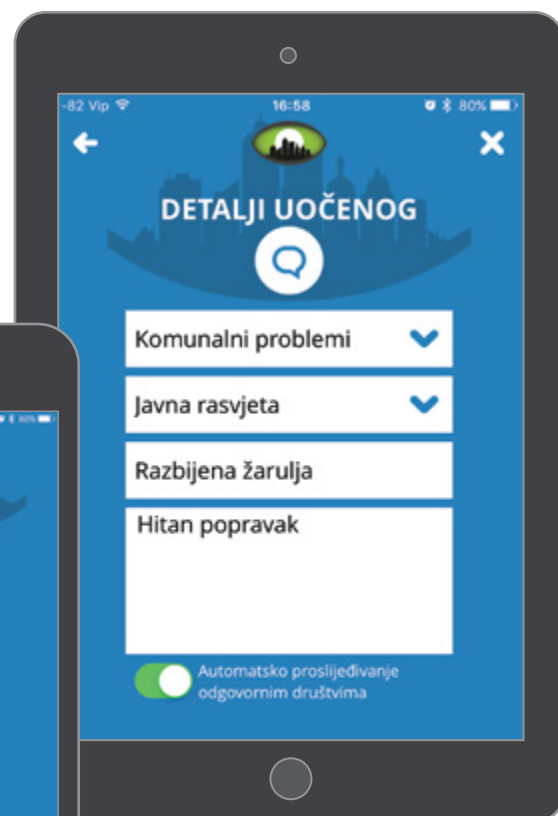 -82 Vip 16:58 80%
DETALJI UOČENOG
Komunalni problemi
Javna rasvjeta
Razbijena žarulja
Hitan popravak
Automatsko proslijeđivanje
odgovornim društvima
80%